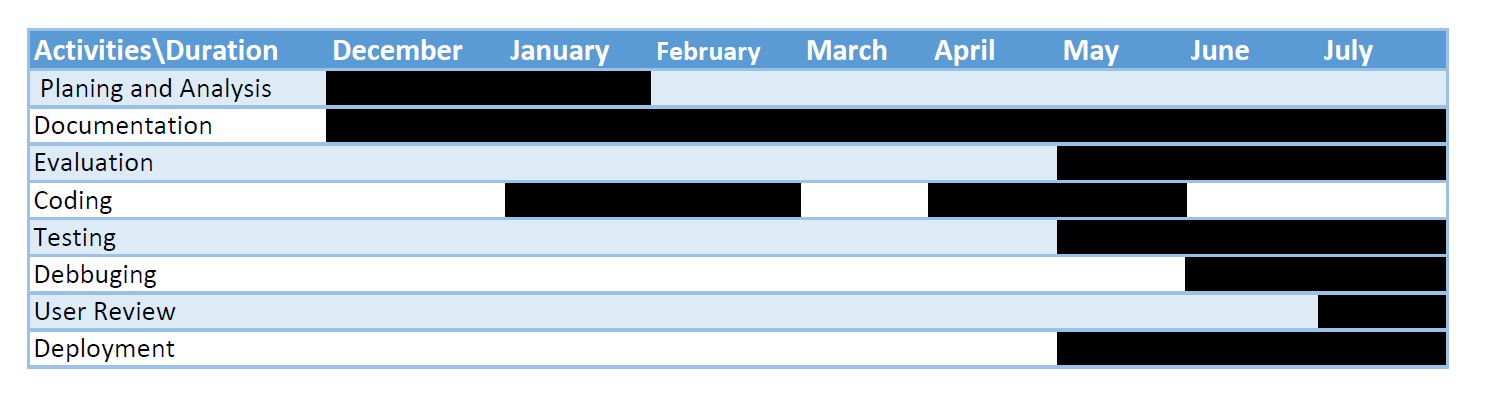 Activities\Duration December January February March April May June July
Planing and Analysis
Documentation
Evaluation
Coding
Testing
Debbuging
User Review
Deployment